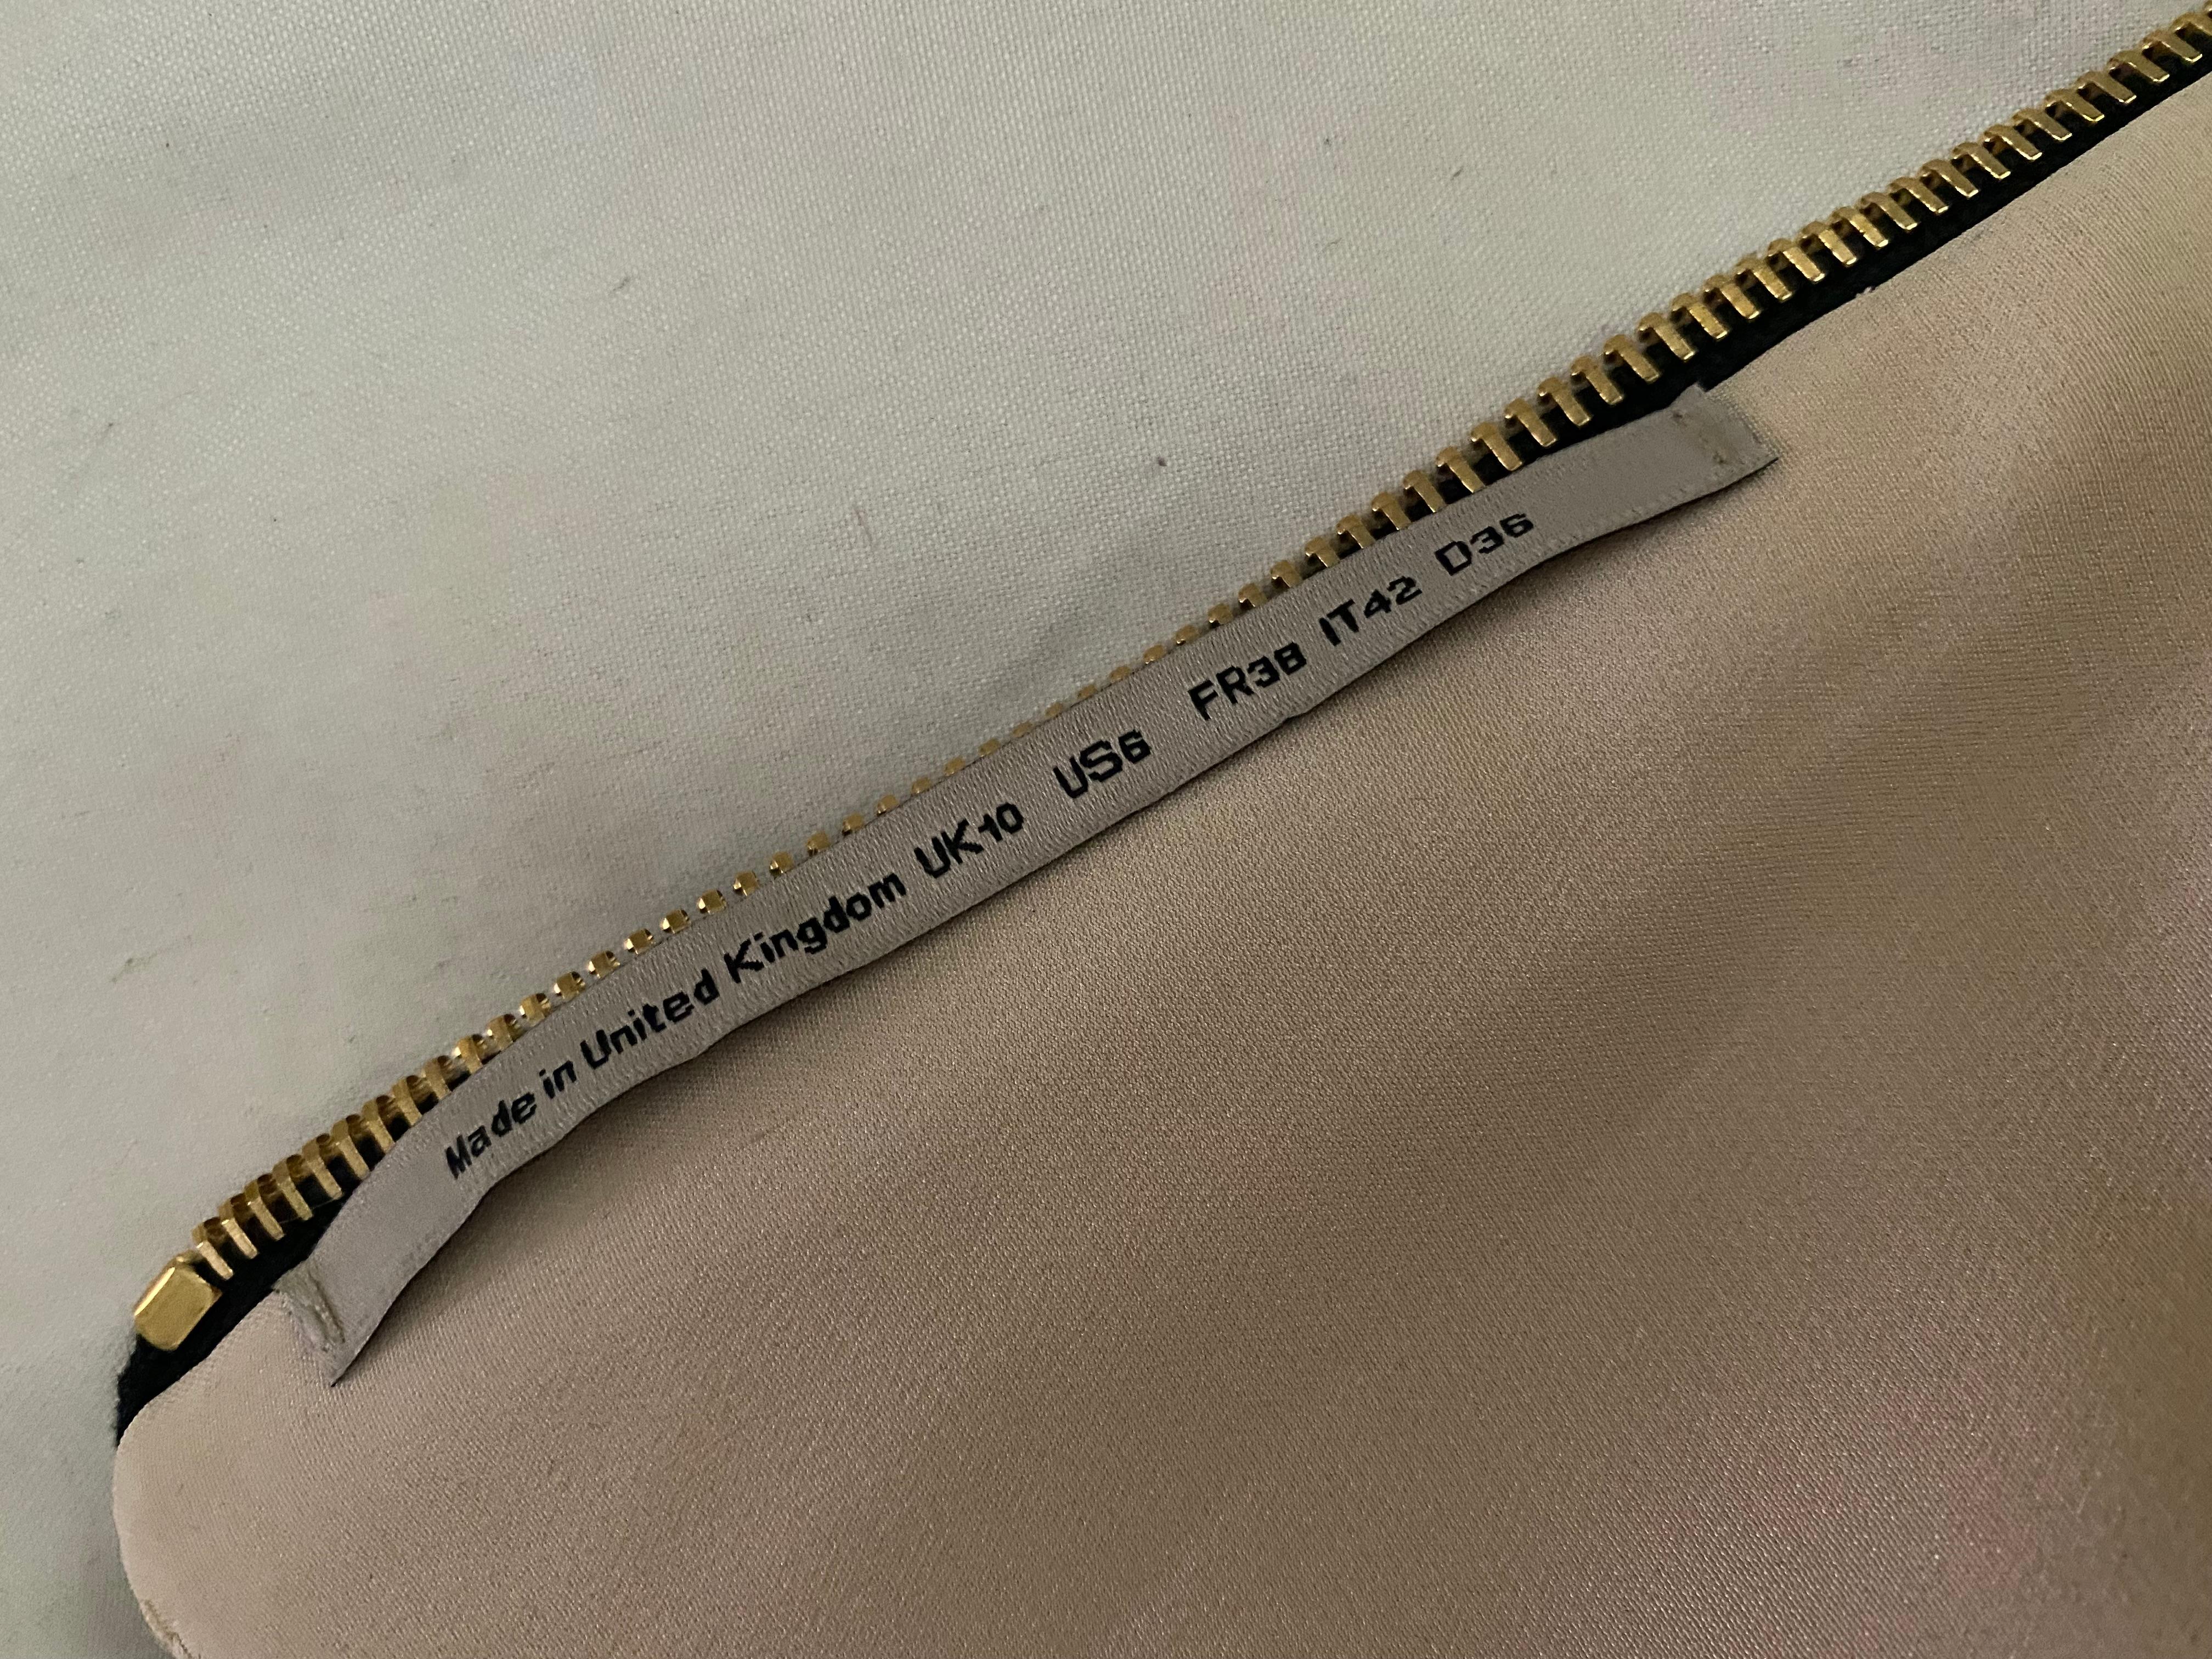 Made in United Kingdom UK10 US6 FR38 IT42 D36